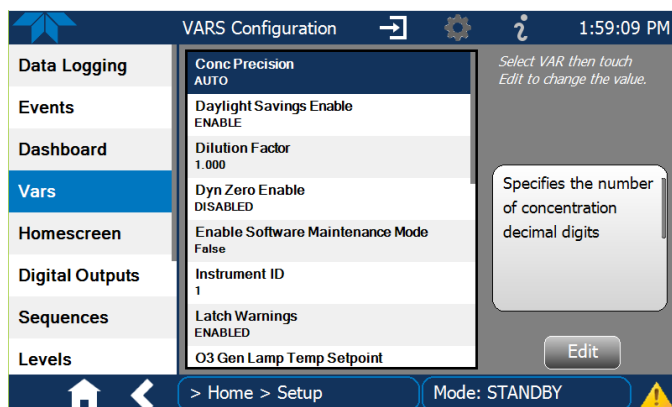 VARS Configuration
1:59:09 PM
Data Logging
Events
Dashboard
Vars
Homescreen
Digital Outputs
Sequences
Levels
Conc Precision
AUTO
Daylight Savings Enable
ENABLE
Dilution Factor
1.000
Dyn Zero Enable
DISABLED
Enable Software Maintenance Mode
False
Instrument ID
1
Latch Warnings
ENABLED
O3 Gen Lamp Temp Setpoint
Select VAR then touch
Edit to change the value.
Specifies the number
of concentration
decimal digits
Edit
> Home > Setup
Mode: STANDBY